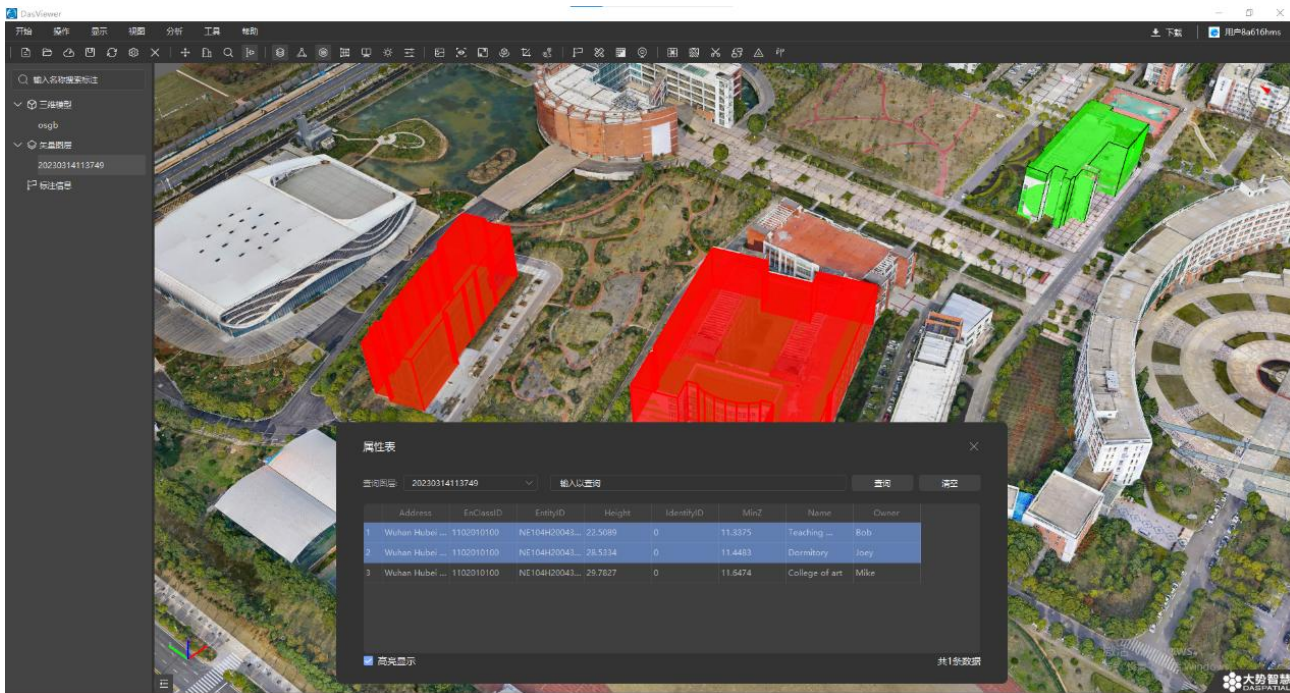 DasViewer
开始 操作 显示 视图 分析 工具 帮助
下载 用户8a616hms
输入名称搜索标注
三维模型
osgb
矢量图层
20230314113749
标注信息
属性表
查询图层: 20230314113749 输入以查询 查询 清空
Address EnClassID EntityID Height IdentifyID MinZ Name Owner
1 Wuhan Hubei ... 1102010100 NE104H20043... 22.5089 0 11.3375 Teaching ... Bob
2 Wuhan Hubei ... 1102010100 NE104H20043... 28.5334 0 11.4483 Dormitory Joey
3 Wuhan Hubei ... 1102010100 NE104H20043... 29.7827 0 11.6474 College of art Mike
高亮显示 共1条数据
大势智慧
DASPATIAL